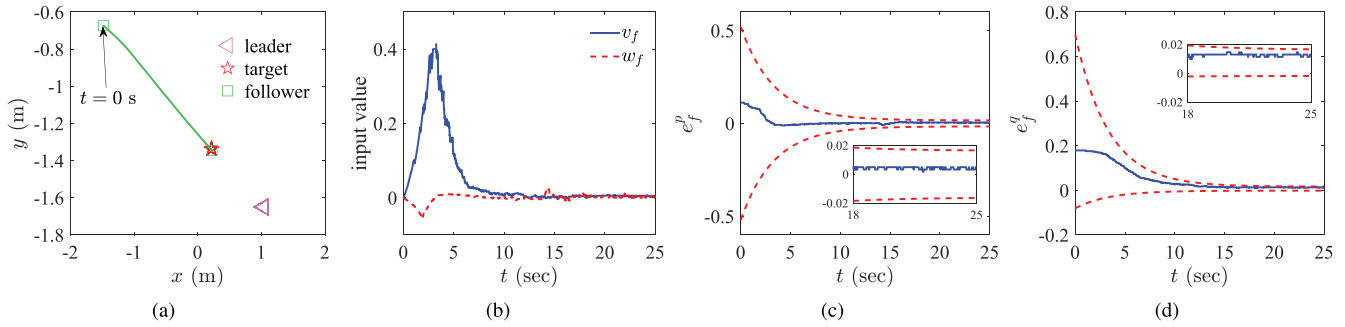 -0.6
-0.8
-1
-1.2
-1.4
-1.6
-1.8
-2
-1
0
1
2
y (m)
x (m)
t = 0 s
leader
target
follower
(a)
0.4
0.2
0
0
5
10
15
20
25
input value
t (sec)
v_f
w_f
(b)
0.5
0
-0.5
0
5
10
15
20
25
e_f^p
t (sec)
0.02
0
-0.02
18
25
(c)
0.8
0.6
0.4
0.2
0
-0.2
0
5
10
15
20
25
e_f^q
t (sec)
0.02
0
-0.02
18
25
(d)